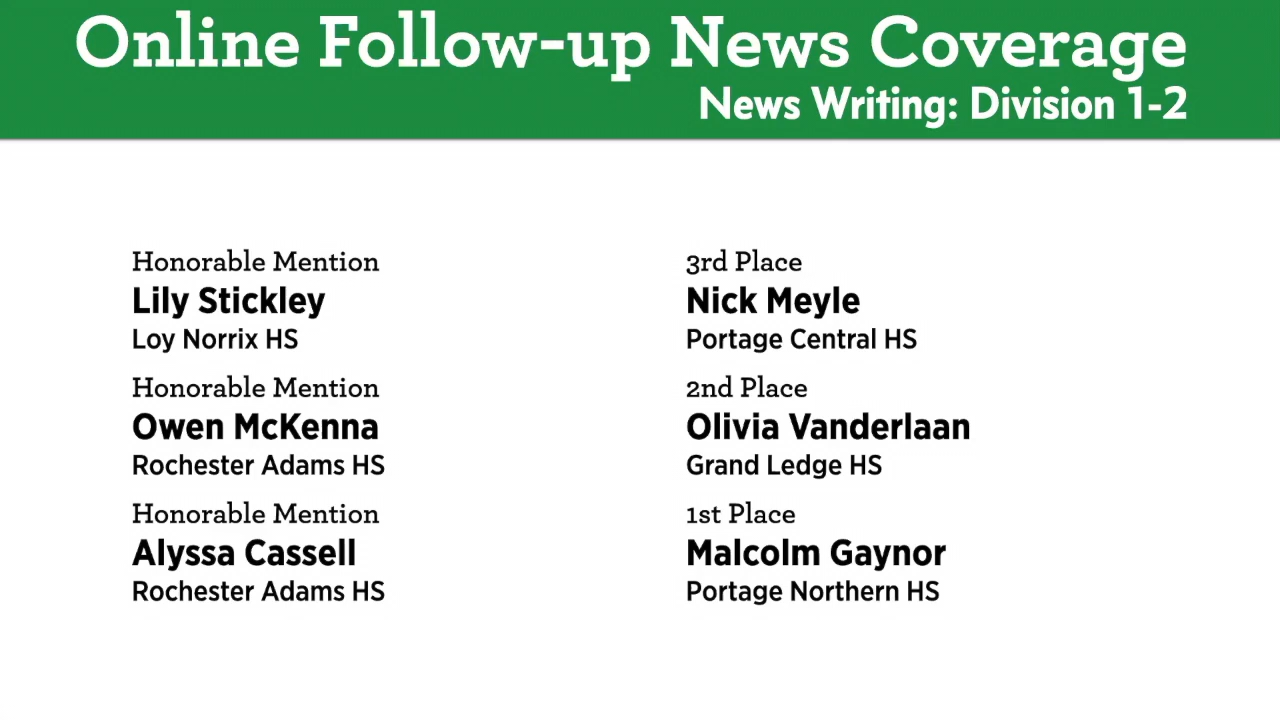 Online Follow-up News Coverage
News Writing: Division 1-2
Honorable Mention
Lily Stickley
Loy Norrix HS
Honorable Mention
Owen McKenna
Rochester Adams HS
Honorable Mention
Alyssa Cassell
Rochester Adams HS
3rd Place
Nick Meyle
Portage Central HS
2nd Place
Olivia Vanderlaan
Grand Ledge HS
1st Place
Malcolm Gaynor
Portage Northern HS